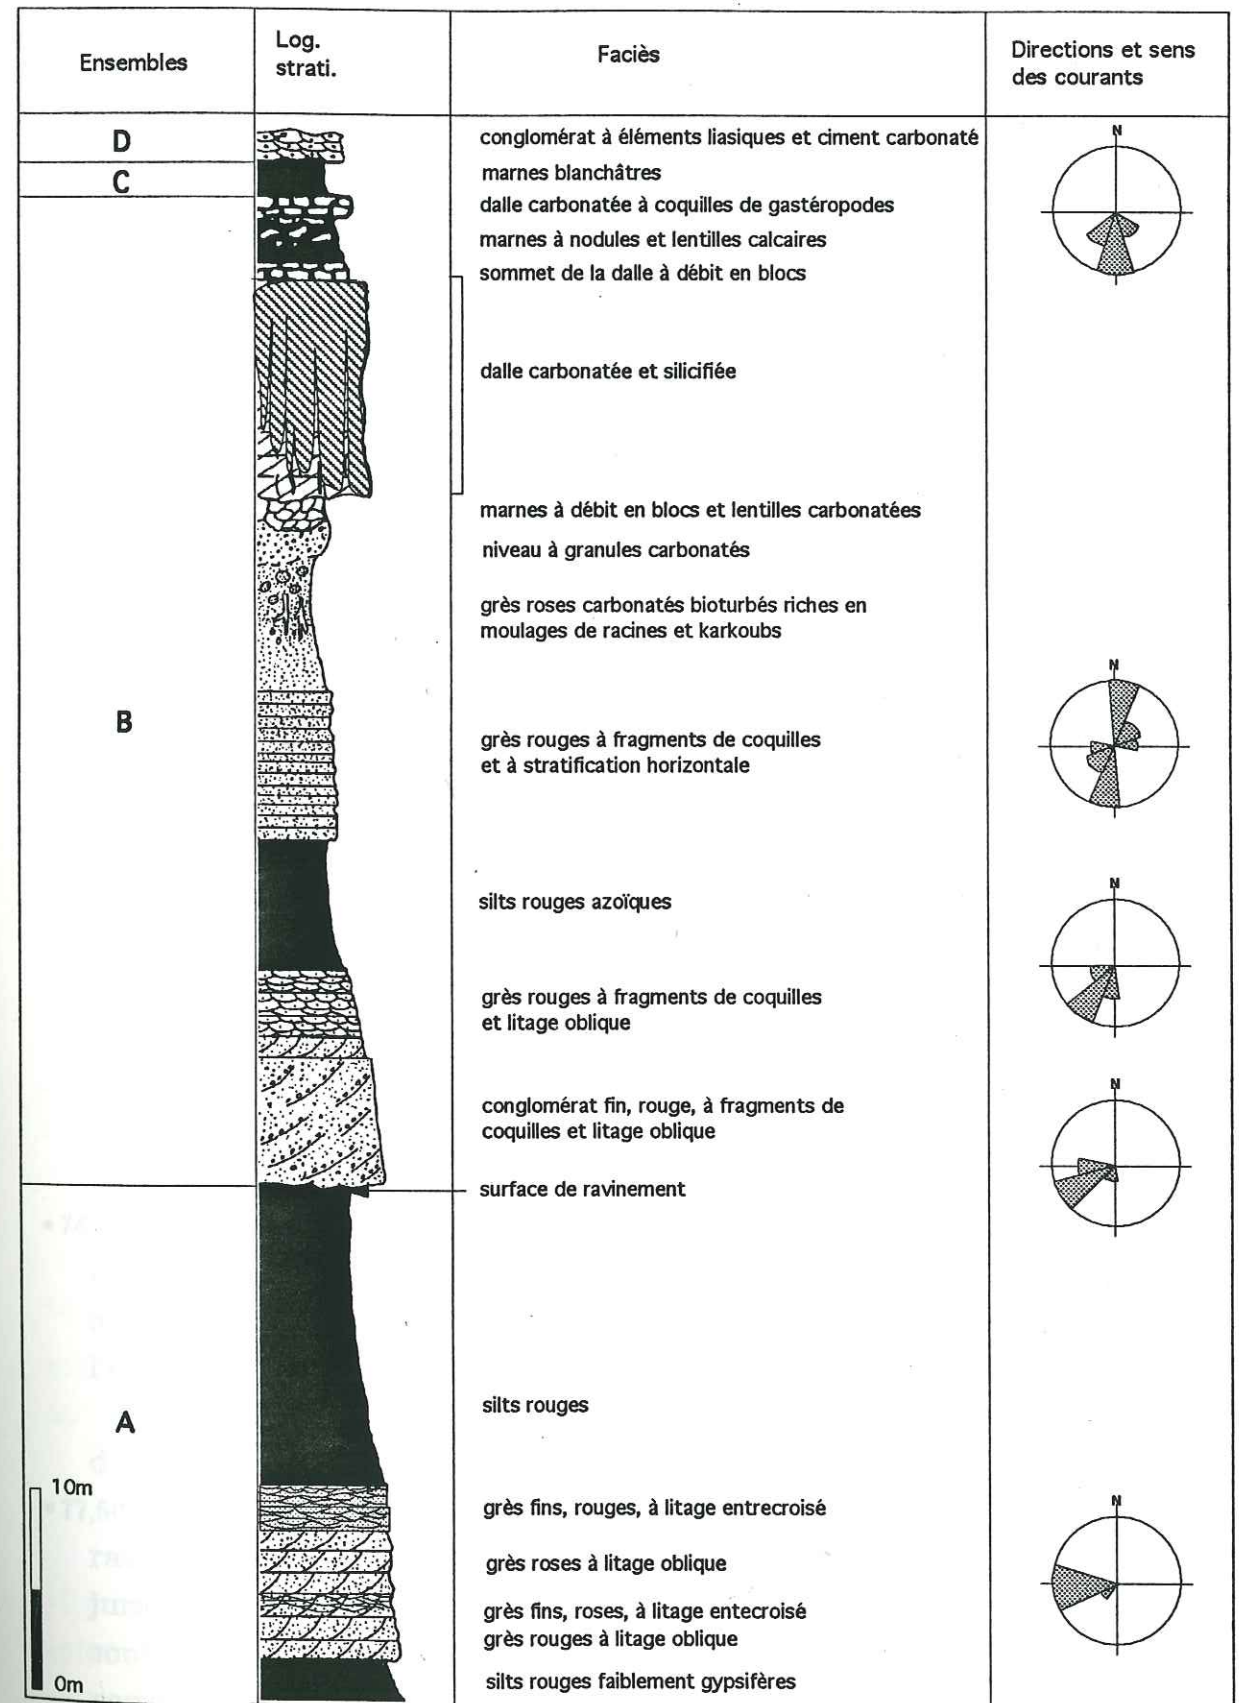 Ensembles
Log.
strati.
Faciès
Directions et sens
des courants
D
conglomérat à éléments liasiques et ciment carbonaté
N
C
marnes blanchâtres
dalle carbonatée à coquilles de gastéropodes
marnes à nodules et lentilles calcaires
sommet de la dalle à débit en blocs
dalle carbonatée et silicifiée
marnes à débit en blocs et lentilles carbonatées
niveau à granules carbonatés
grès roses carbonatés bioturbés riches en
moulages de racines et karkoubs
N
B
grès rouges à fragments de coquilles
et à stratification horizontale
N
silts rouges azoïques
grès rouges à fragments de coquilles
et litage oblique
N
conglomérat fin, rouge, à fragments de
coquilles et litage oblique
surface de ravinement
A
silts rouges
10m
grès fins, rouges, à litage entrecroisé
N
grès roses à litage oblique
grès fins, roses, à litage entecroisé
grès rouges à litage oblique
0m
silts rouges faiblement gypsifères